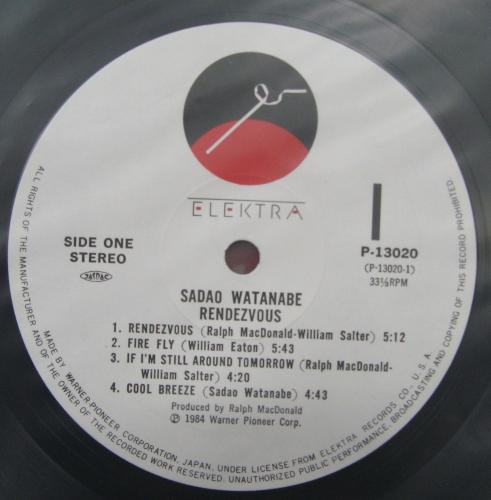 ELEKTRA
SIDE ONE
STEREO
JASRAC
P-13020
(P-13020-1)
33⅓RPM
SADAO WATANABE
RENDEZVOUS
1. RENDEZVOUS (Ralph MacDonald-William Salter) 5:12
2. FIRE FLY (William Eaton) 5:43
3. IF I'M STILL AROUND TOMORROW (Ralph MacDonald-
William Salter) 4:20
4. COOL BREEZE (Sadao Watanabe) 4:43
Produced by Ralph MacDonald
Ⓟ 1984 Warner Pioneer Corp.
MADE BY WARNER-PIONEER CORPORATION, JAPAN, UNDER LICENSE FROM ELEKTRA RECORDS CO., U.S.A.
ALL RIGHTS OF THE MANUFACTURER AND OF THE OWNER OF THE RECORDED WORK RESERVED. UNAUTHORIZED PUBLIC PERFORMANCE, BROADCASTING AND COPYING OF THIS RECORD PROHIBITED.